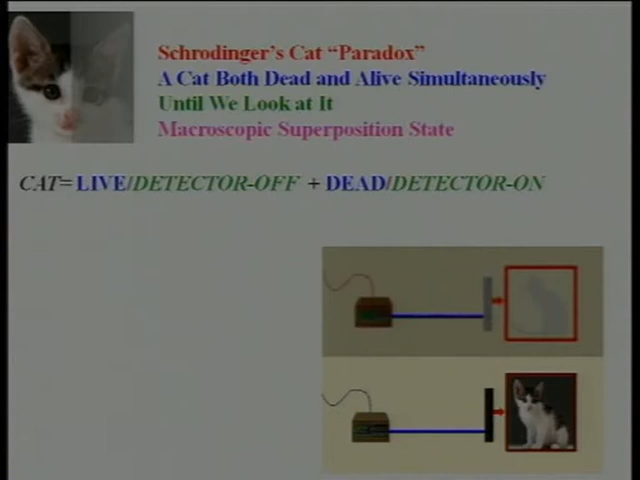 Schrodinger's Cat "Paradox"
A Cat Both Dead and Alive Simultaneously
Until We Look at It
Macroscopic Superposition State
CAT= LIVE/DETECTOR-OFF + DEAD/DETECTOR-ON